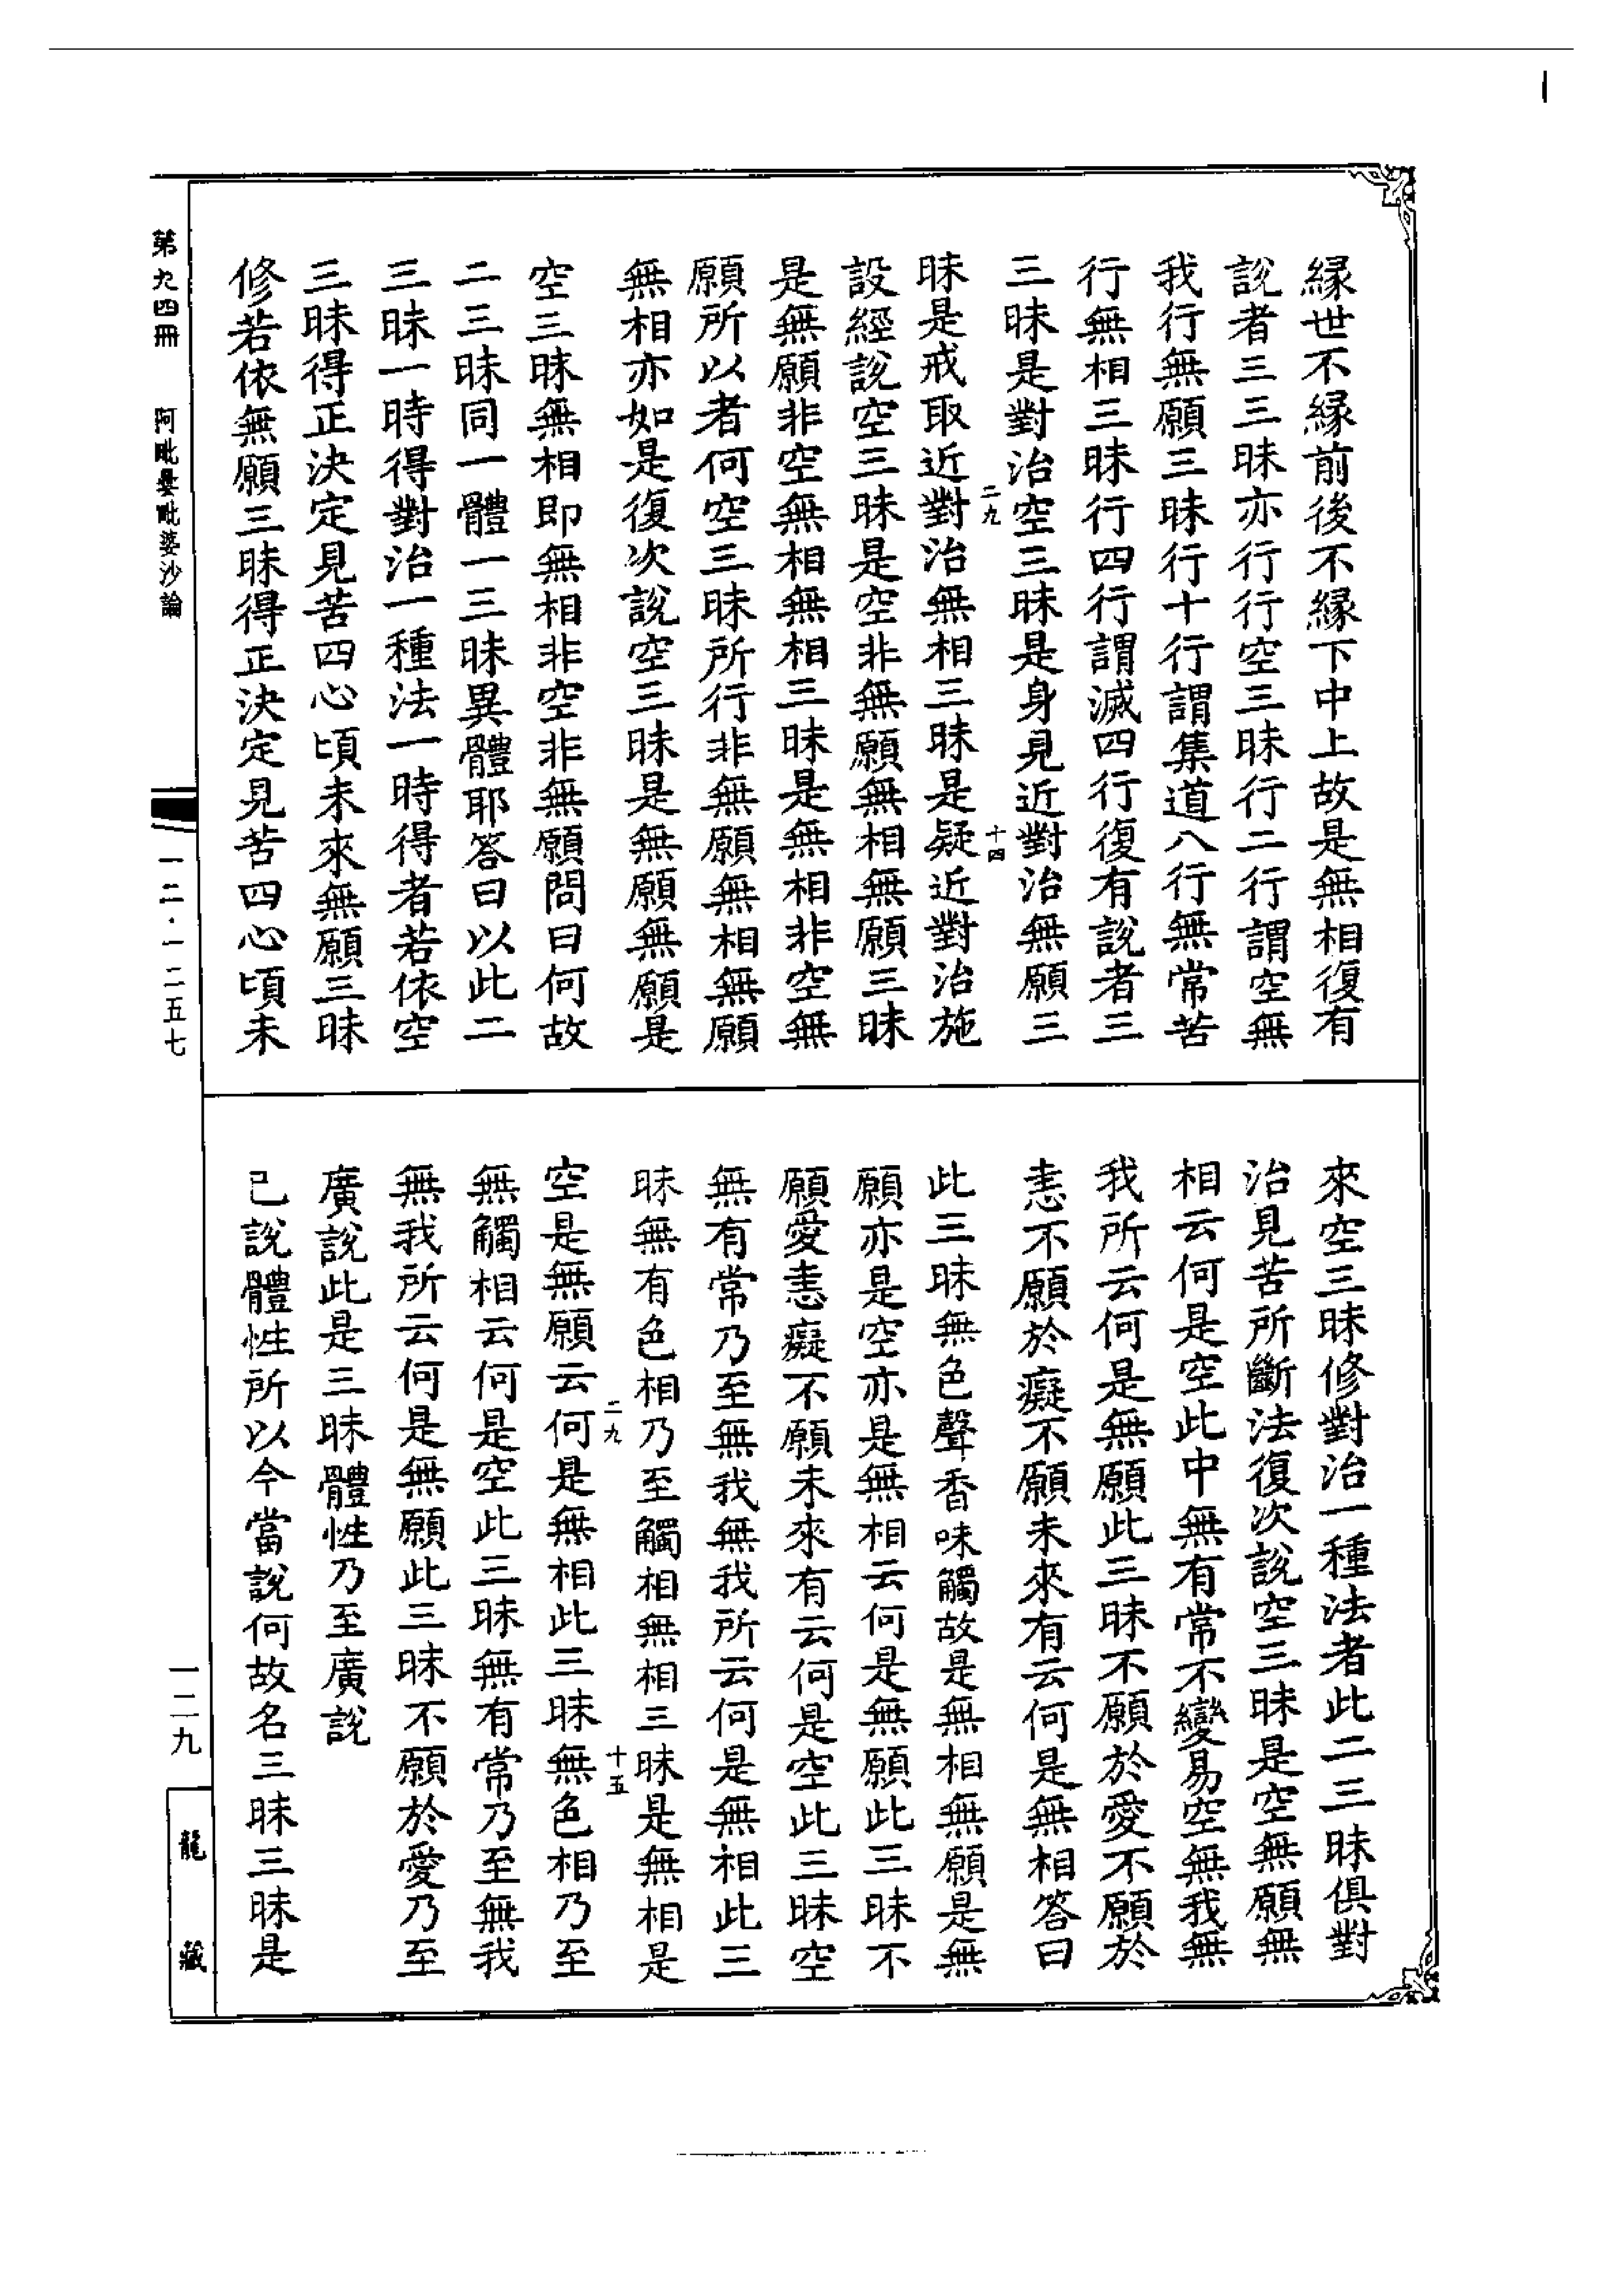 緣世不緣前後不緣下中上故是無相復有
說者三三昧亦行行空三昧行二行謂空無
我行無願三昧行十行謂集道八行無常苦
行無相三昧行四行謂滅四行復有說者三
三昧是對治空三昧是身見近對治無願三
二九
十四
昧是戒取近對治無相三昧是疑近對治施
設經說空三昧是空非無願無相無願三昧
是無願非空無相無相三昧是無相非空無
願所以者何空三昧所行非無願無相無願
無相亦如是復次說空三昧是無願無願是
空三昧無相即無相非空非無願問曰何故
二三昧同一體一三昧異體耶答曰以此二
三昧一時得對治一種法一時得者若依空
三昧得正決定見苦四心頃未來無願三昧
修若依無願三昧得正決定見苦四心頃未
來空三昧修對治一種法者此二三昧俱對
治見苦所斷法復次說空三昧是空無願無
相云何是空此中無有常不變易空無我無
我所云何是無願此三昧不願於愛不願於
恚不願於癡不願未來有云何是無相答曰
此三昧無色聲香味觸故是無相無願是無
願亦是空亦是無相云何是無願此三昧不
願愛恚癡不願未來有云何是空此三昧空
無有常乃至無我無我所云何是無相此三
昧無有色相乃至觸相無相三昧是無相是
二九
十五
空是無願云何是無相此三昧無色相乃至
無觸相云何是空此三昧無有常乃至無我
無我所云何是無願此三昧不願於愛乃至
廣說此是三昧體性乃至廣說
已說體性所以今當說何故名三昧三昧是
第九四冊
阿毗曇毗婆沙論
一二·一二五七
一二九
龍藏